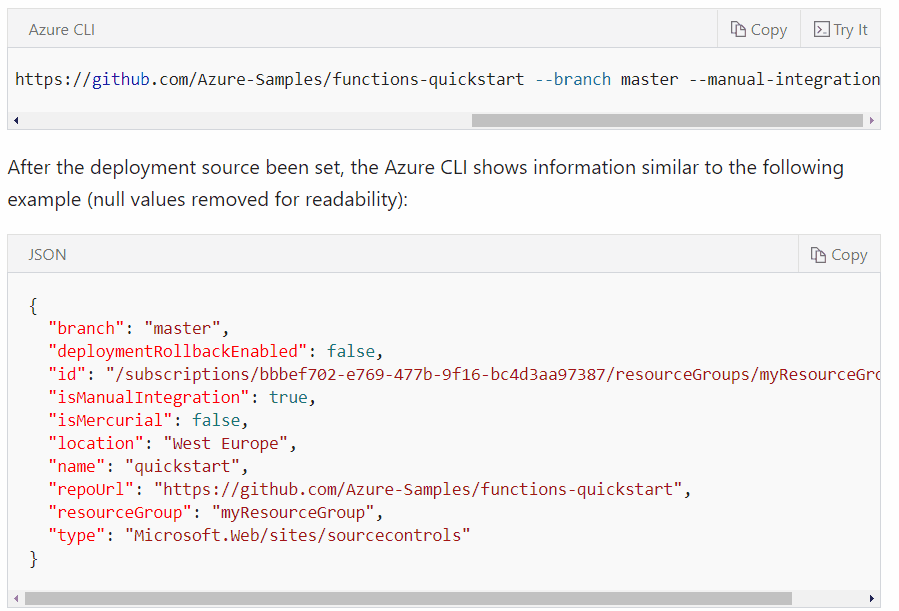 Azure CLI Copy Try It
https://github.com/Azure-Samples/functions-quickstart --branch master --manual-integration
After the deployment source been set, the Azure CLI shows information similar to the following
example (null values removed for readability):
JSON Copy
{
"branch": "master",
"deploymentRollbackEnabled": false,
"id": "/subscriptions/bbbef702-e769-477b-9f16-bc4d3aa97387/resourceGroups/myResourceGro
"isManualIntegration": true,
"isMercurial": false,
"location": "West Europe",
"name": "quickstart",
"repoUrl": "https://github.com/Azure-Samples/functions-quickstart",
"resourceGroup": "myResourceGroup",
"type": "Microsoft.Web/sites/sourcecontrols"
}